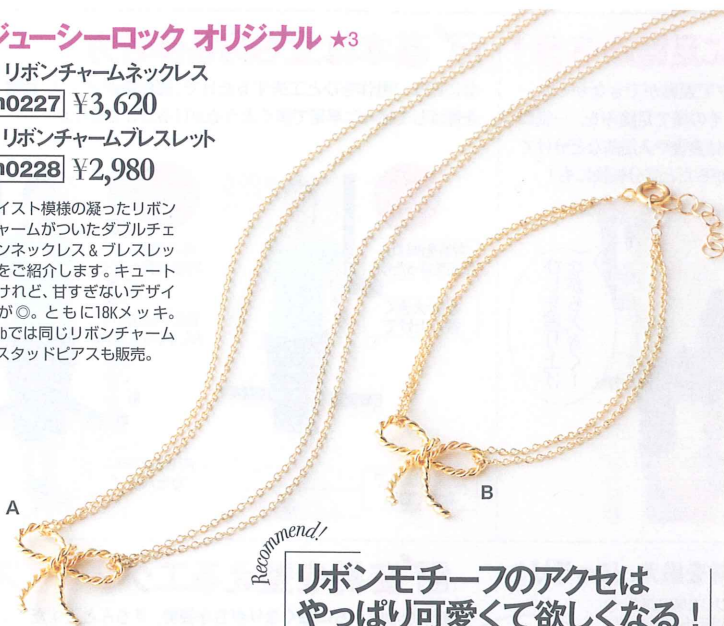 ジューシーロック オリジナル ★3
リボンチャームネックレス
n0227 ¥3,620
リボンチャームブレスレット
n0228 ¥2,980
イスト模様の凝ったリボン
ャームがついたダブルチェ
ンネックレス＆ブレスレッ
をご紹介します。キュート
けれど、甘すぎないデザイ
が◎。ともに18Kメッキ。
bでは同じリボンチャーム
スタッドピアスも販売。
A
B
Recommend!
リボンモチーフのアクセは
やっぱり可愛くて欲しくなる！